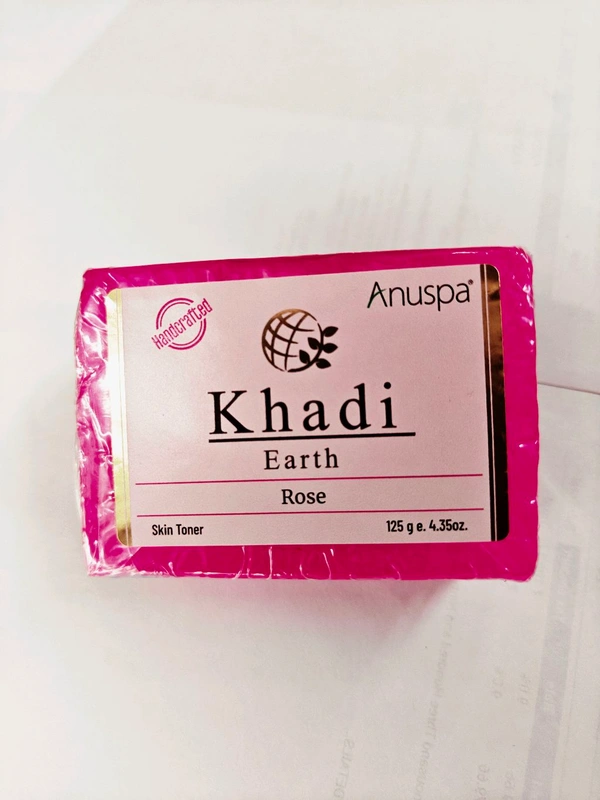 Handcrafted
Anuspa®
Khadi
Earth
Rose
Skin Toner
125 g e. 4.35oz.